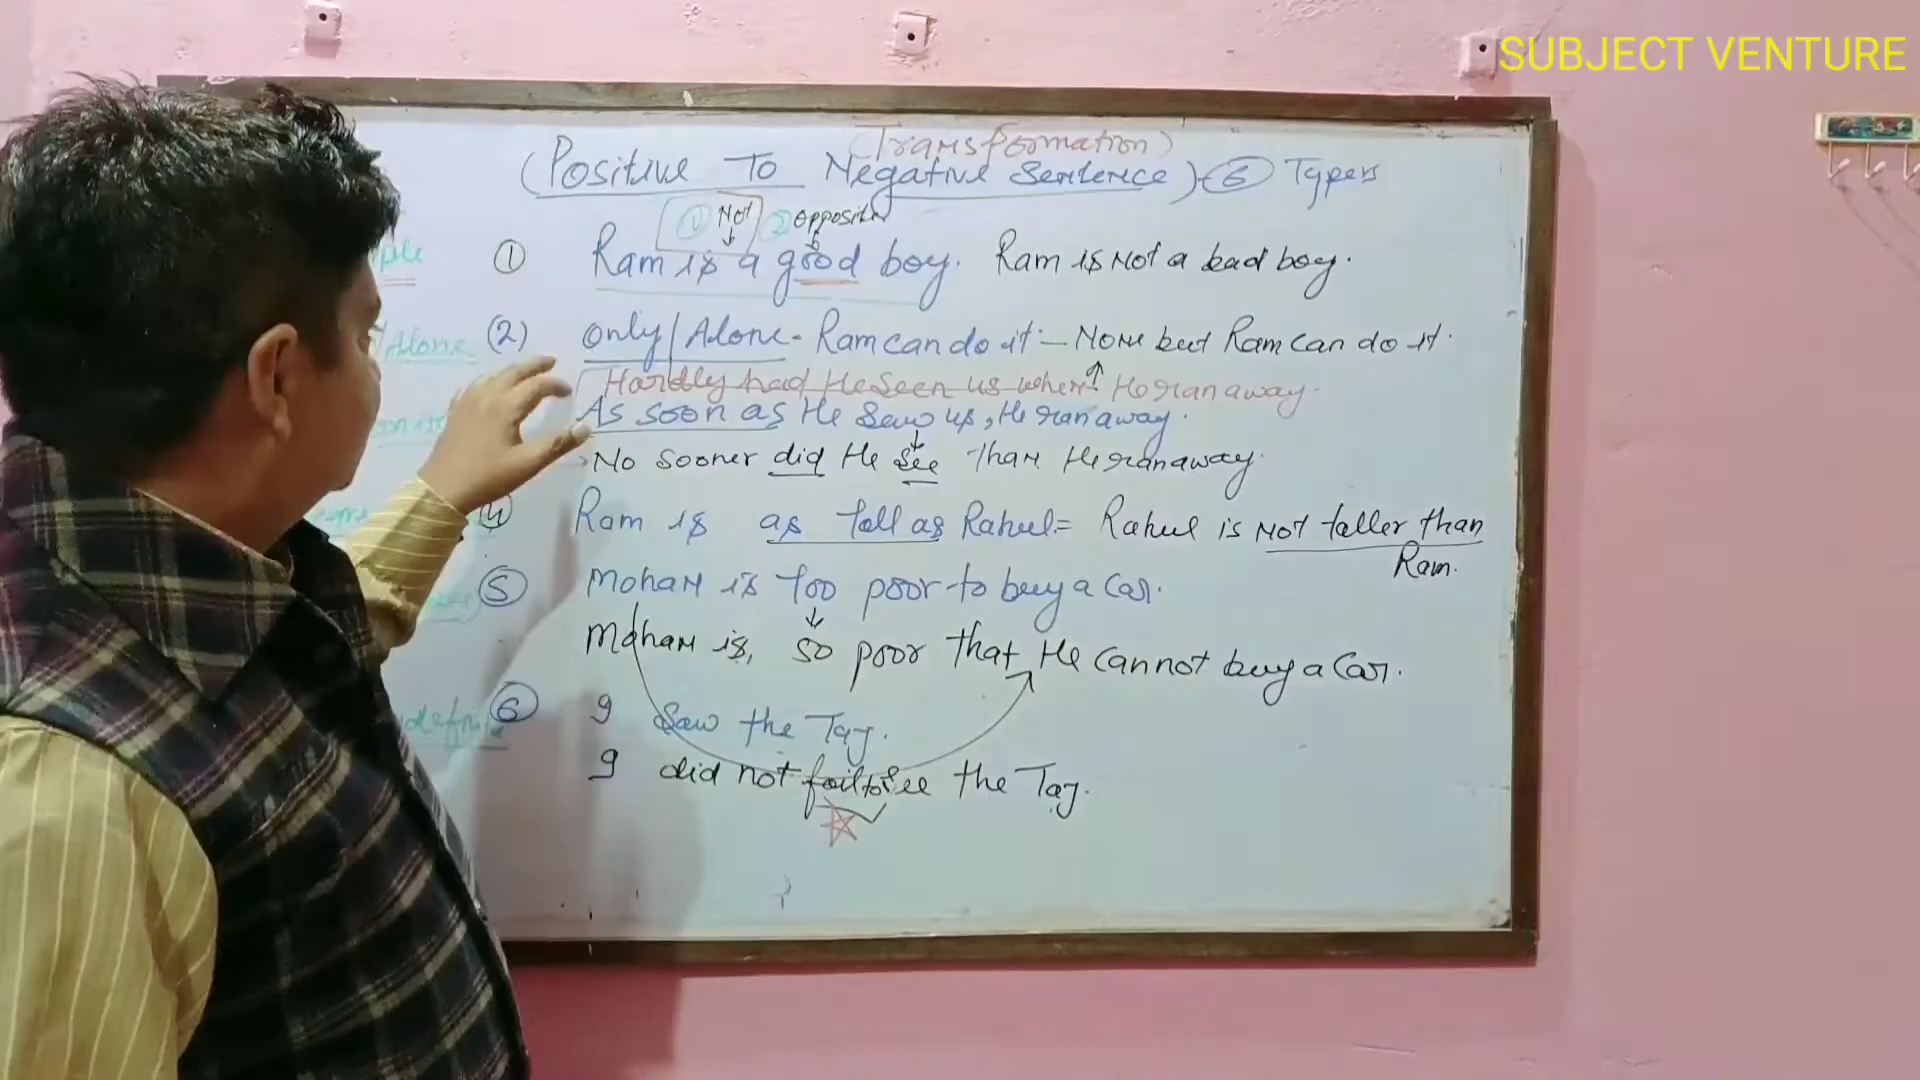 SUBJECT VENTURE
(Transformation)
(Positive To Negative Sentence)-6 Types
① Not ② opposite
① Ram is a good boy. Ram is Not a bad boy.
Alone (2) Only/Alone - Ram can do it - None but Ram can do it.
Hardly had He seen us when He ran away.
As soon as He saw us, He ran away.
No sooner did He see Than He ran away.
④ Ram is as tall as Rahul = Rahul is Not taller than
Ram.
⑤ Mohan is Too poor to buy a Car.
Mohan is so poor that He cannot buy a Car.
⑥ I saw the Taj.
I did not fail to see the Taj.